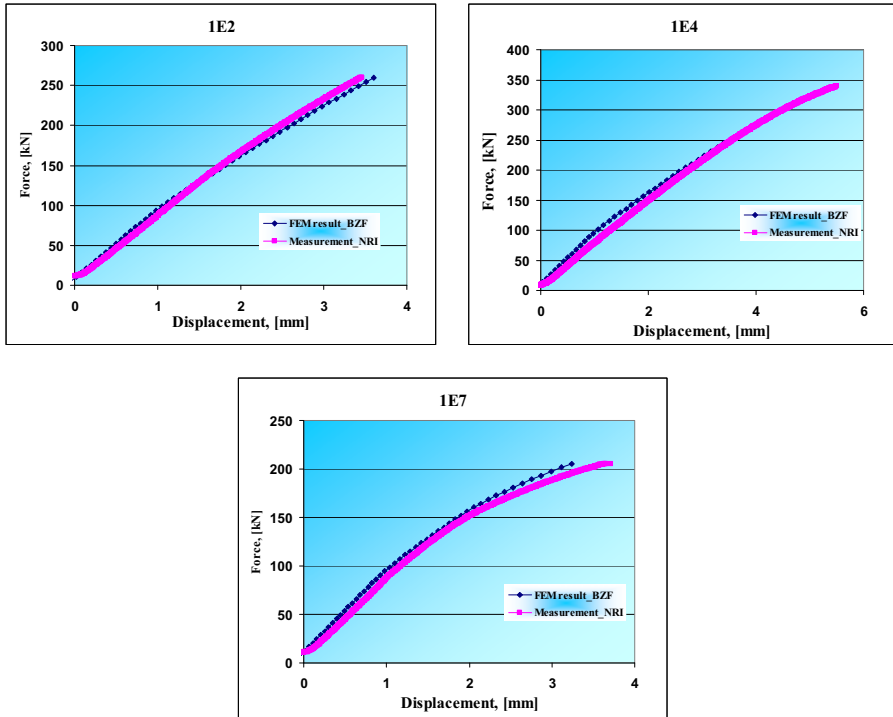 1E2
300
250
200
150
100
50
0
Force, [kN]
FEM result_BZF
Measurement_NRI
0 1 2 3 4
Displacement, [mm]
1E4
400
350
300
250
200
150
100
50
0
Force, [kN]
FEM result_BZF
Measurement_NRI
0 2 4 6
Displacement, [mm]
1E7
250
200
150
100
50
0
Force, [kN]
FEM result_BZF
Measurement_NRI
0 1 2 3 4
Displacement, [mm]